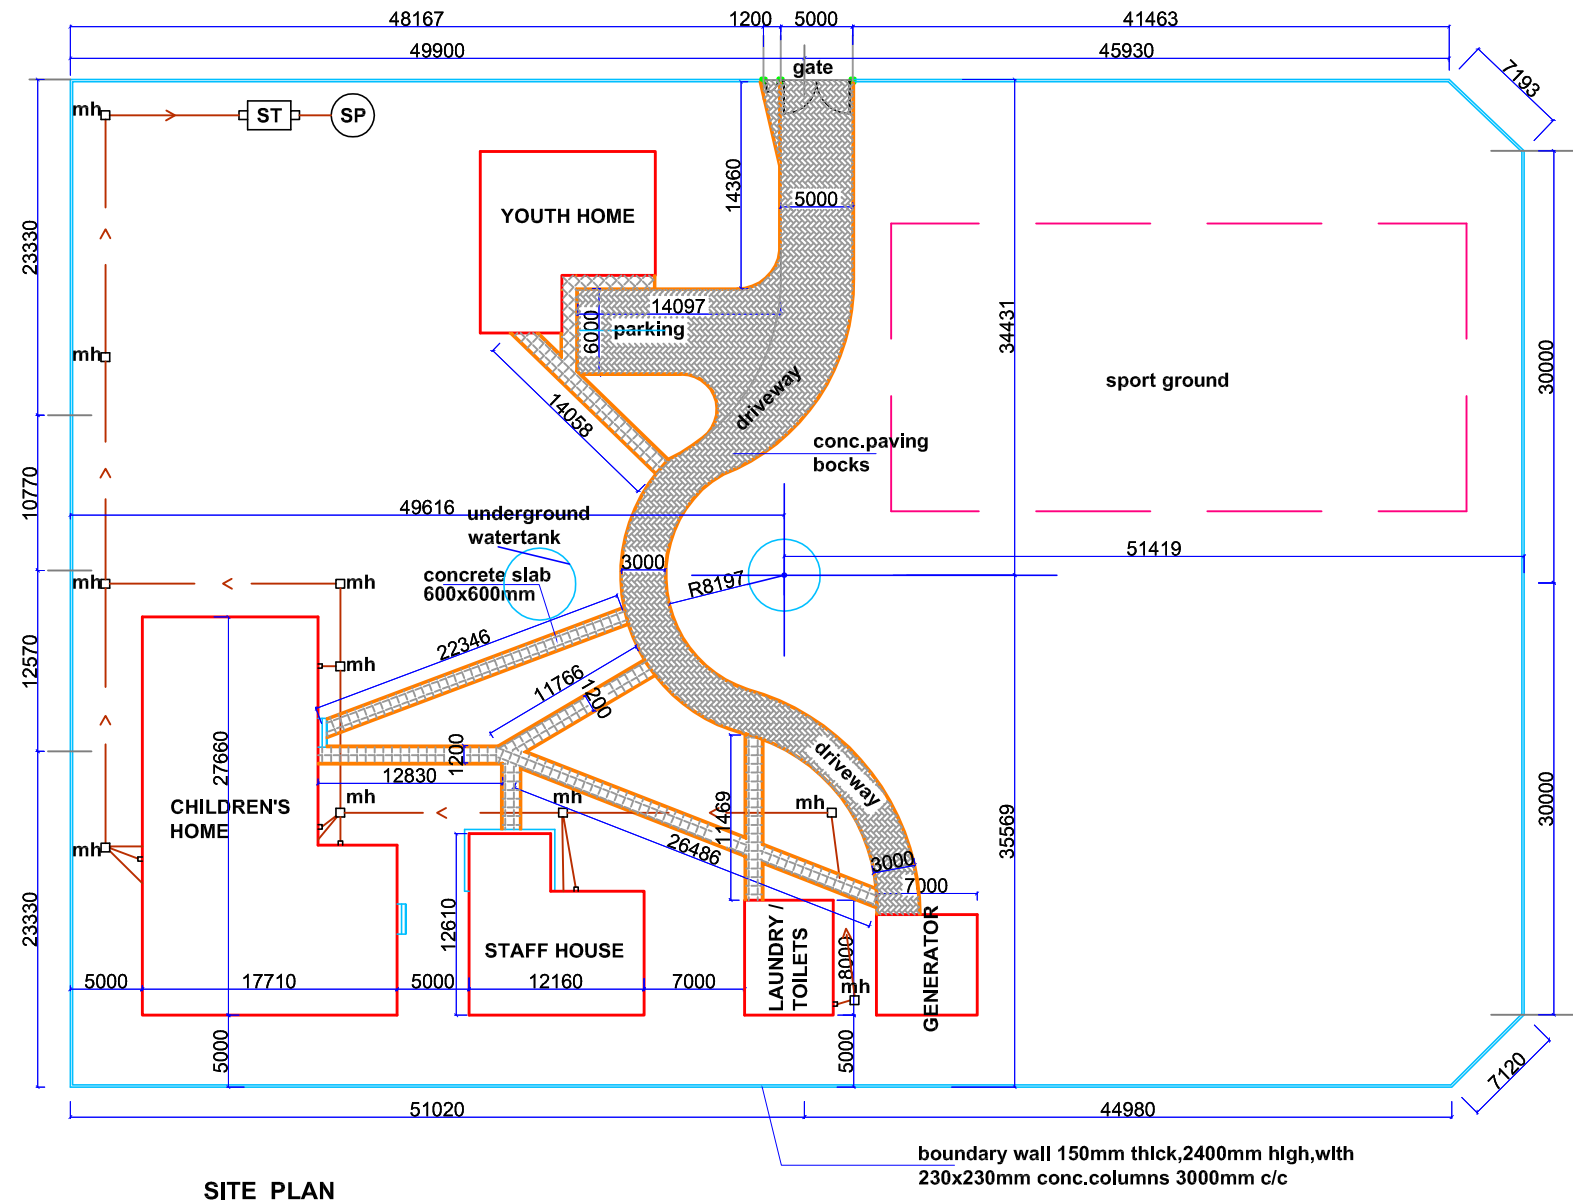 48167
1200
5000
41463
49900
45930
gate
7193
mh
ST
SP
14360
5000
YOUTH HOME
23330
14097
6000
parking
34431
30000
sport ground
driveway
14058
conc.paving
bocks
10770
49616
underground
watertank
51419
3000
concrete slab
600x600mm
R8197
mh
mh
mh
22346
mh
12570
11766
1200
27660
1200
12830
driveway
CHILDREN'S
HOME
mh
mh
mh
11469
30000
35569
mh
26486
3000
7000
23330
12610
STAFF HOUSE
LAUNDRY /
TOILETS
8000
GENERATOR
5000
17710
5000
12160
7000
mh
5000
5000
7120
51020
44980
boundary wall 150mm thick,2400mm high,with
230x230mm conc.columns 3000mm c/c
SITE PLAN